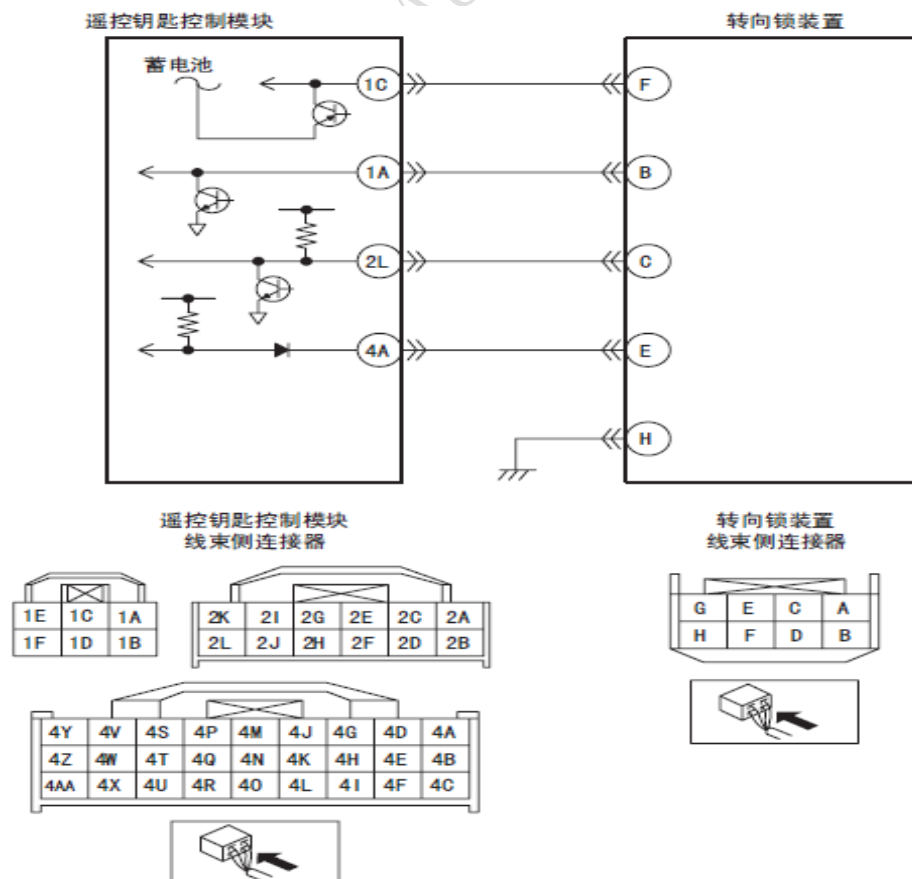 遥控钥匙控制模块 转向锁装置
蓄电池
1C F
1A B
2L C
4A E
H
遥控钥匙控制模块
线束侧连接器
转向锁装置
线束侧连接器
1E 1C 1A
1F 1D 1B
2K 2I 2G 2E 2C 2A
2L 2J 2H 2F 2D 2B
G E C A
H F D B
4Y 4V 4S 4P 4M 4J 4G 4D 4A
4Z 4W 4T 4Q 4N 4K 4H 4E 4B
4AA 4X 4U 4R 4O 4L 4I 4F 4C